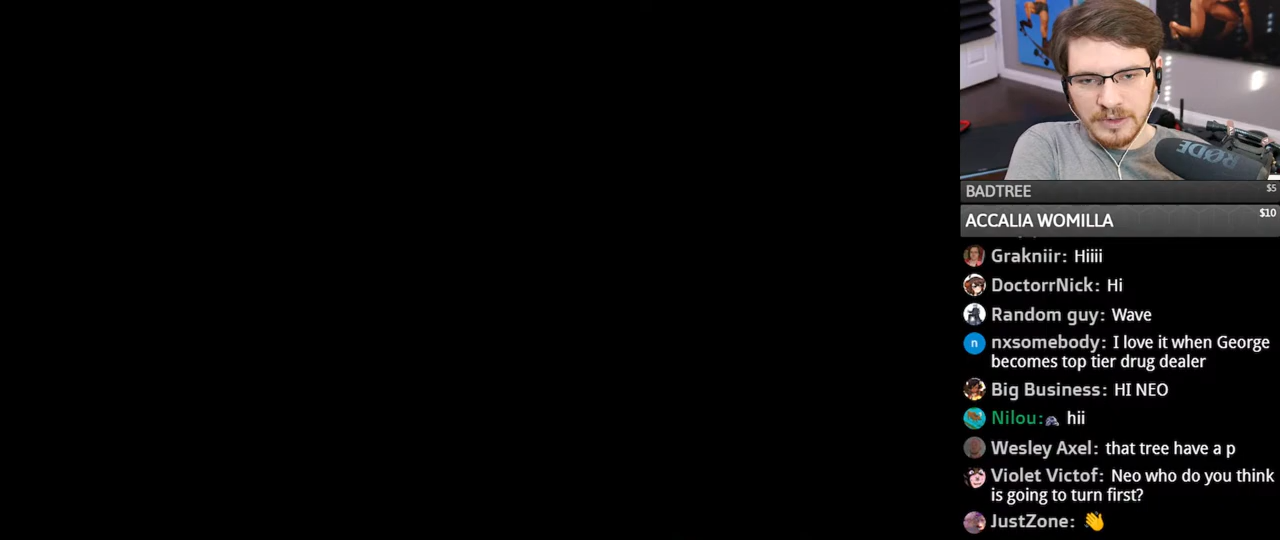 RØDE
BADTREE
$5
ACCALIA WOMILLA
$10
Grakniir: Hiiii
DoctorrNick: Hi
Random guy: Wave
n
nxsomebody: I love it when George
becomes top tier drug dealer
Big Business: HI NEO
Nilou: hii
Wesley Axel: that tree have a p
Violet Victof: Neo who do you think
is going to turn first?
JustZone: 👋